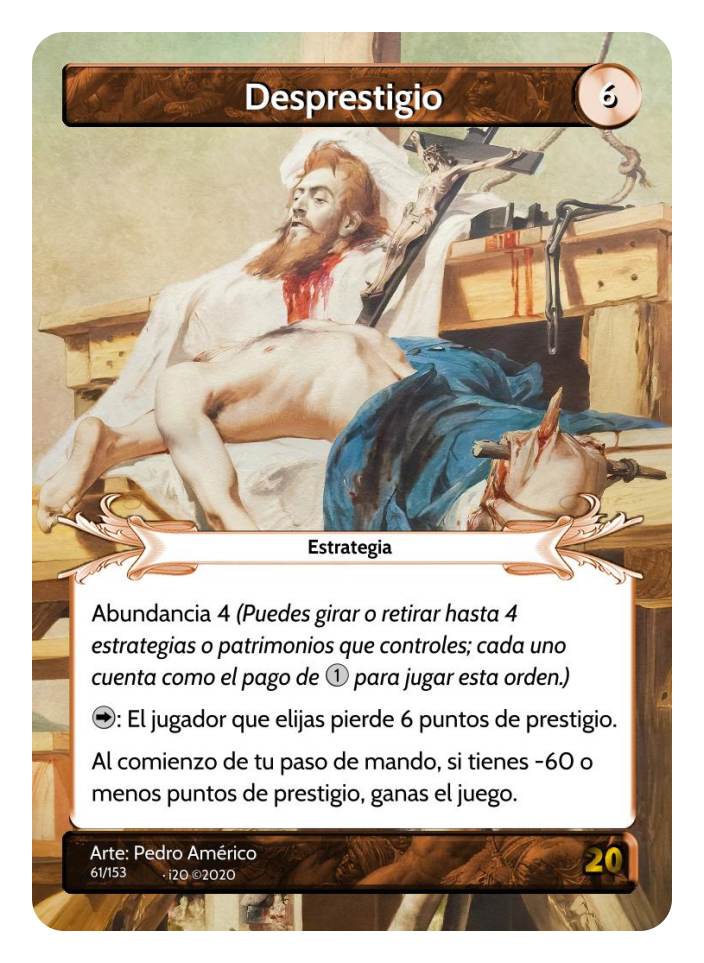 Desprestigio
6
Estrategia
Abundancia 4 (Puedes girar o retirar hasta 4
estrategias o patrimonios que controles; cada uno
cuenta como el pago de 1 para jugar esta orden.)
➡: El jugador que elijas pierde 6 puntos de prestigio.
Al comienzo de tu paso de mando, si tienes -60 o
menos puntos de prestigio, ganas el juego.
Arte: Pedro Américo
61/153 · i20 ©2020
20